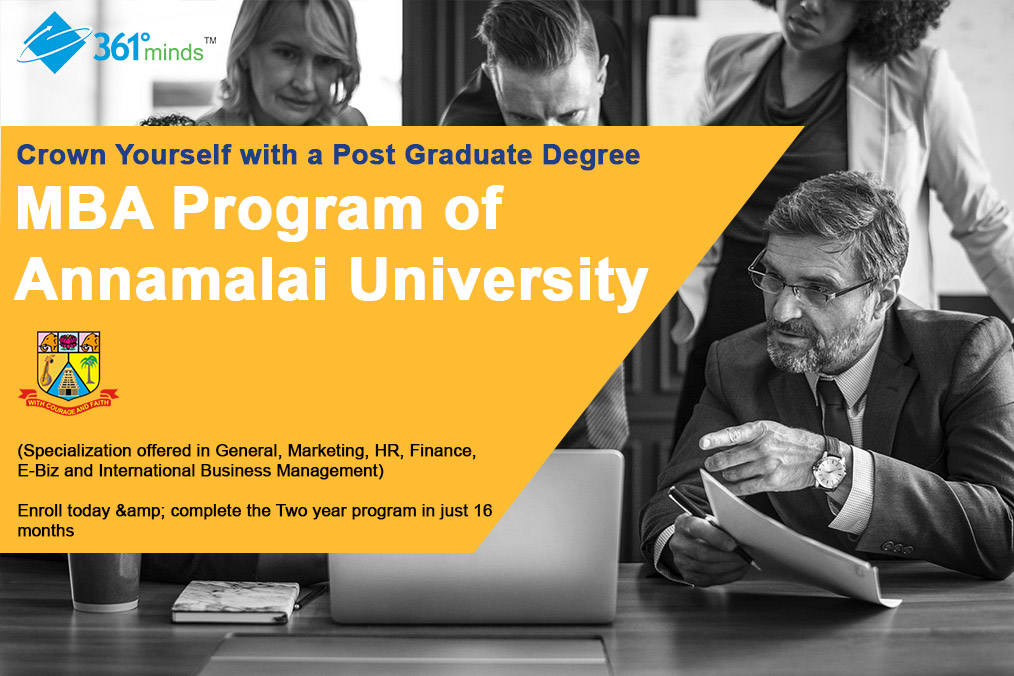 361°minds™
Crown Yourself with a Post Graduate Degree
MBA Program of
Annamalai University
WITH COURAGE AND FAITH
(Specialization offered in General, Marketing, HR, Finance,
E-Biz and International Business Management)
Enroll today &amp; complete the Two year program in just 16
months